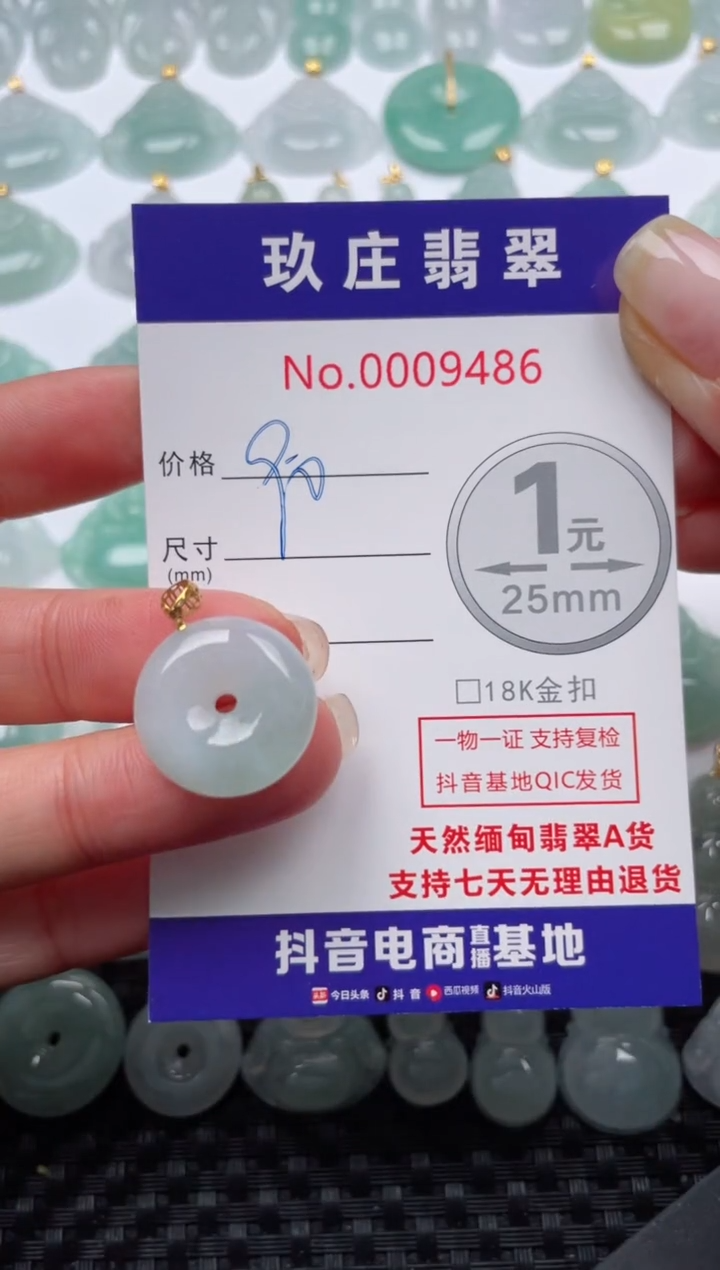 玖庄翡翠
No.0009486
价格
尺寸
(mm)
1元
25mm
□18K金扣
一物一证 支持复检
抖音基地QIC发货
天然缅甸翡翠A货
支持七天无理由退货
抖音电商直播基地
头条 今日头条 抖音 西瓜视频 抖音火山版